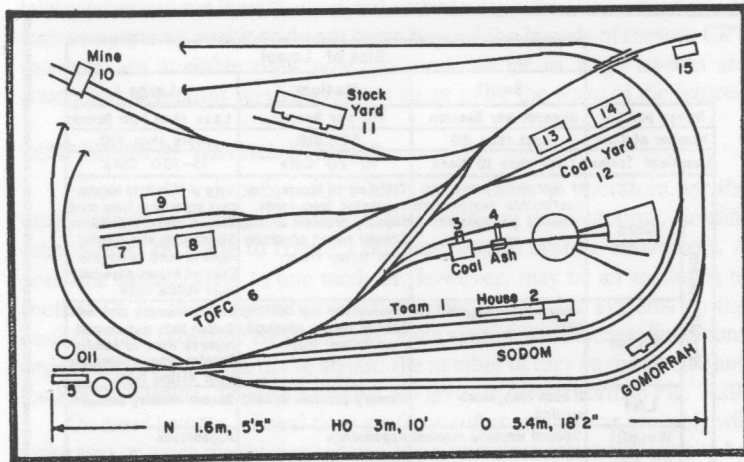 Mine
10
Stock
Yard
11
15
14
13
Coal Yard
12
9
4
3
7
8
Coal
Ash
TOFC 6
Team 1
House 2
Oil
SODOM
5
GOMORRAH
N 1.6m, 5'5" HO 3m, 10' O 5.4m, 18'2"